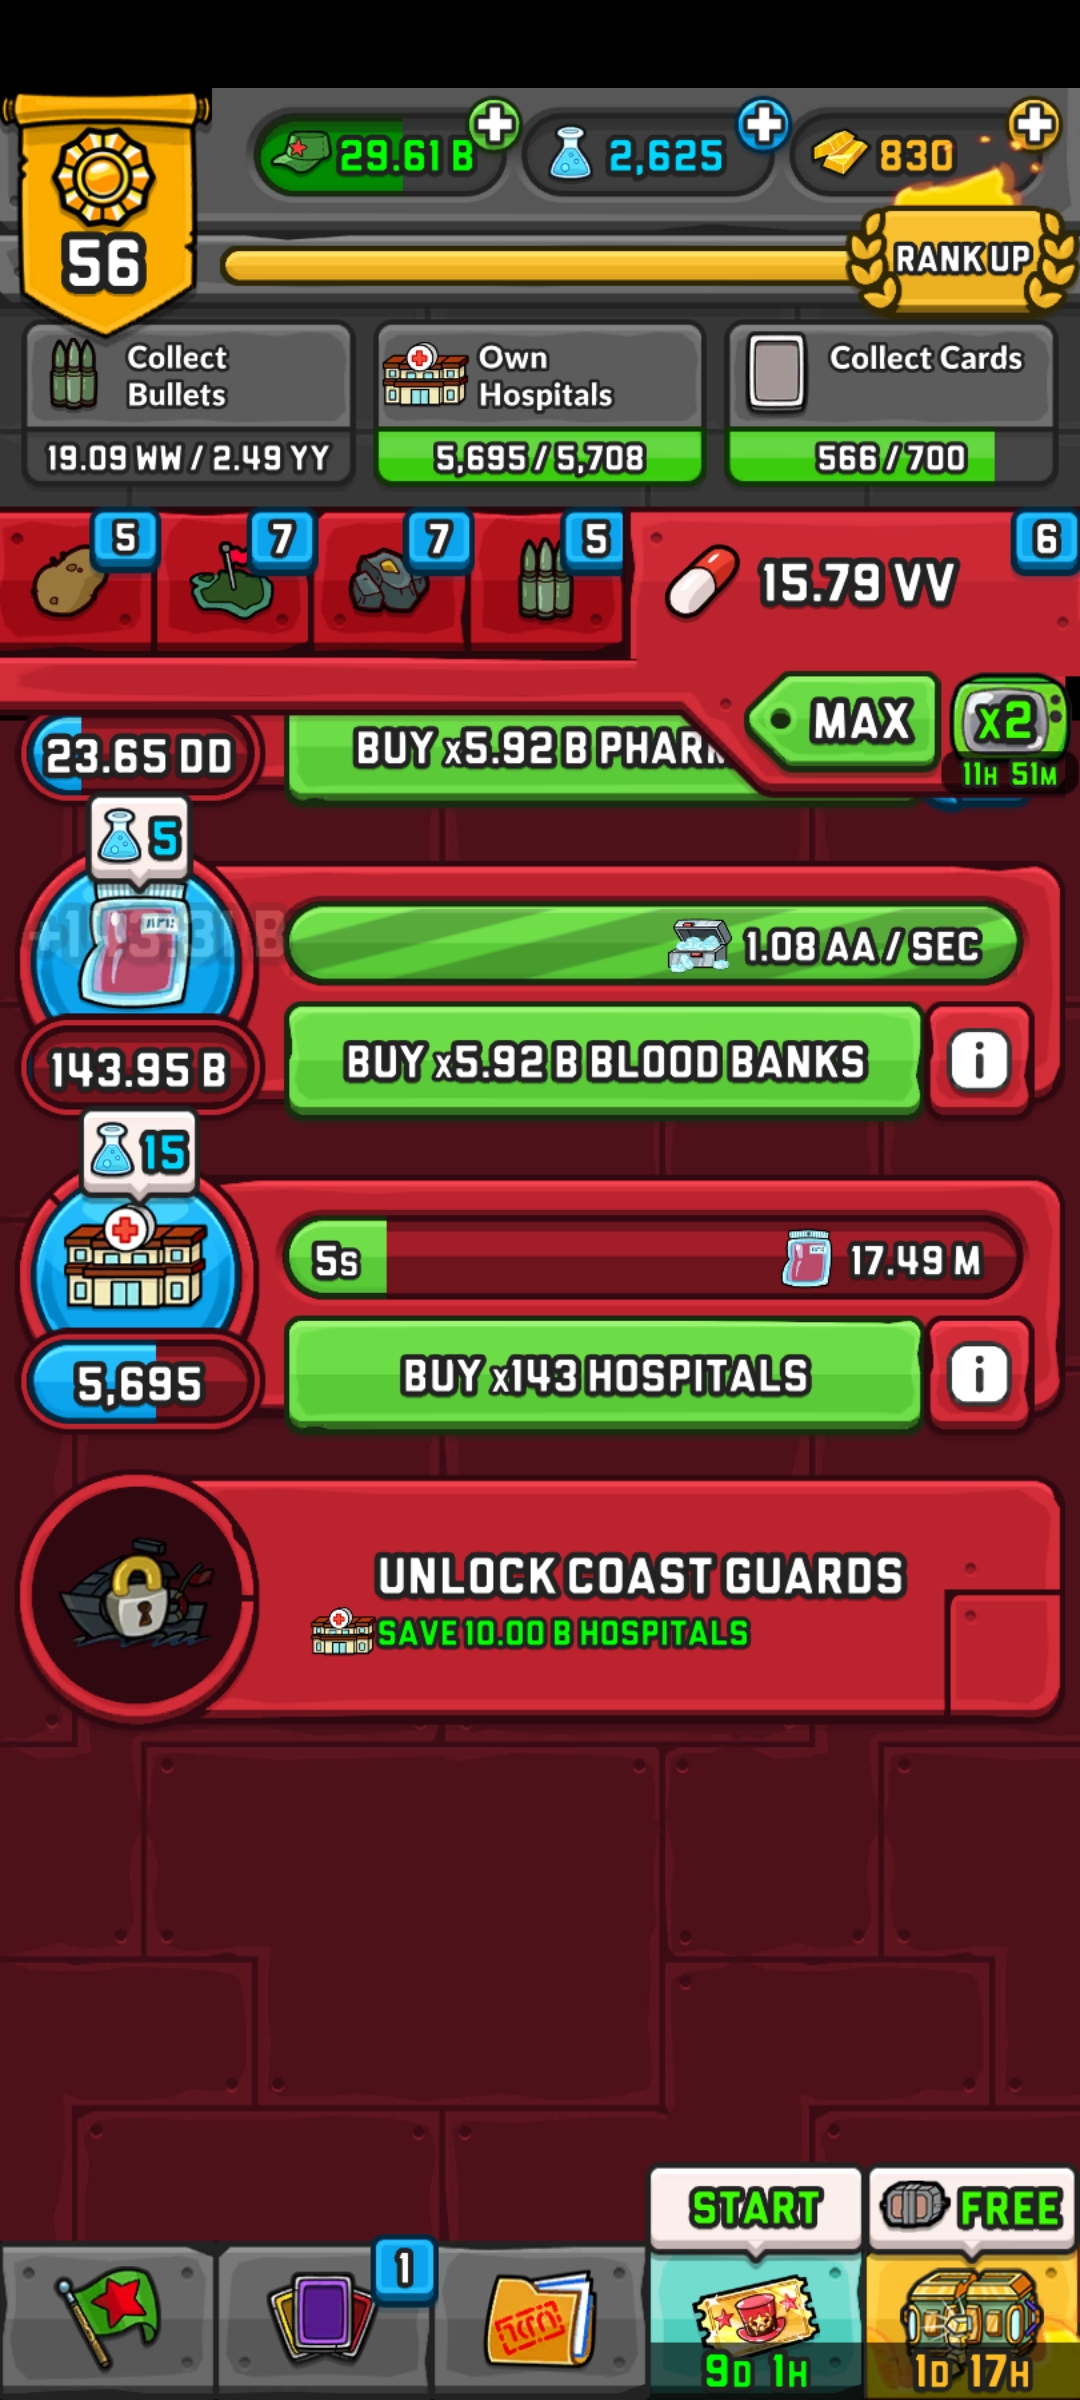 29.61 B
2,625
830
56
RANK UP
Collect
Bullets
19.09 WW / 2.49 YY
Own
Hospitals
5,695 / 5,708
Collect Cards
566 / 700
5
7
7
5
15.79 VV
6
MAX
x2
11H 51M
23.65 DD
BUY x5.92 B PHAR
5
1.08 AA / SEC
143.95 B
BUY x5.92 B BLOOD BANKS
i
15
5s
17.49 M
5,695
BUY x143 HOSPITALS
i
UNLOCK COAST GUARDS
SAVE 10.00 B HOSPITALS
START
FREE
1
9D 1H
1D 17H